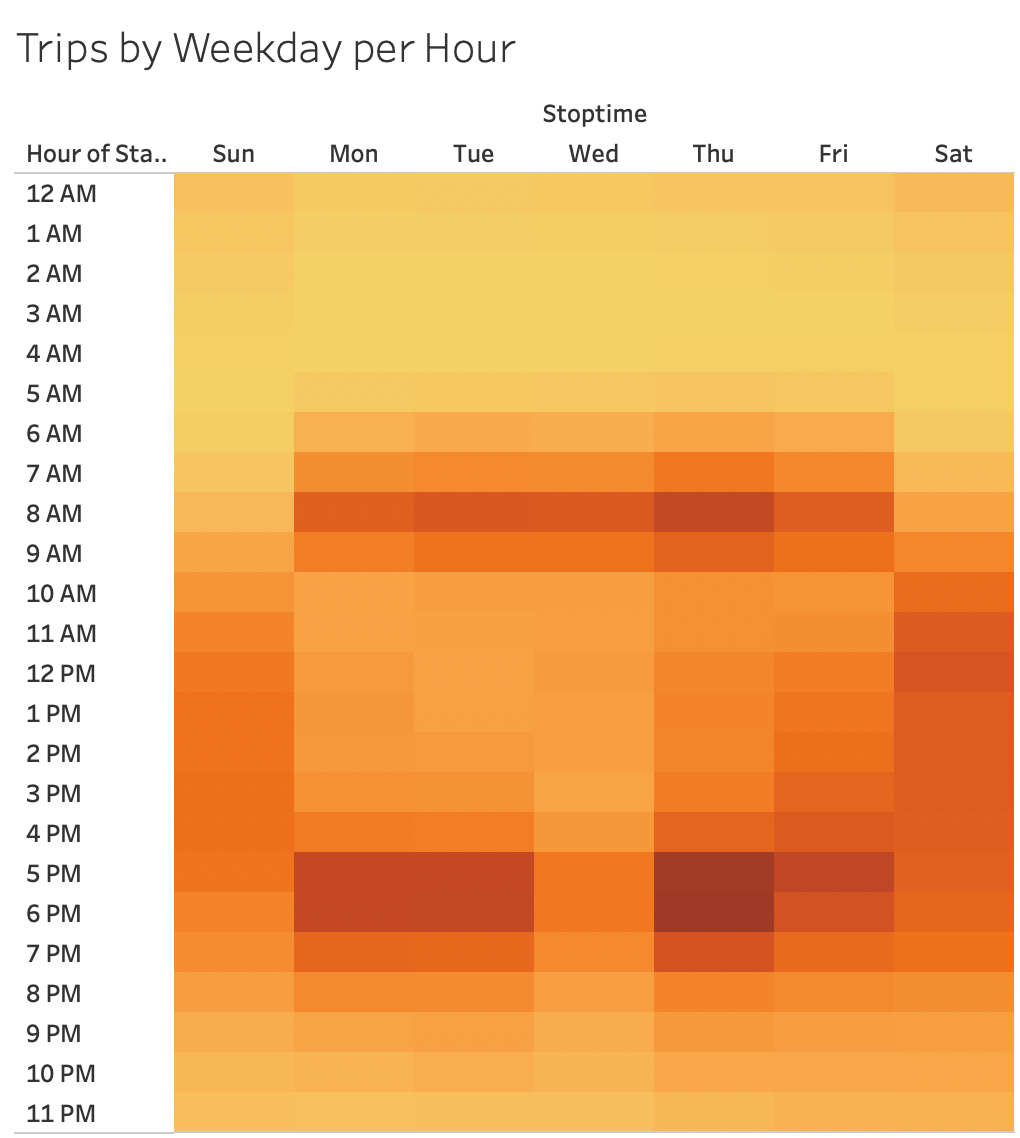 Trips by Weekday per Hour
Stoptime
Hour of Sta.. Sun Mon Tue Wed Thu Fri Sat
12 AM
1 AM
2 AM
3 AM
4 AM
5 AM
6 AM
7 AM
8 AM
9 AM
10 AM
11 AM
12 PM
1 PM
2 PM
3 PM
4 PM
5 PM
6 PM
7 PM
8 PM
9 PM
10 PM
11 PM